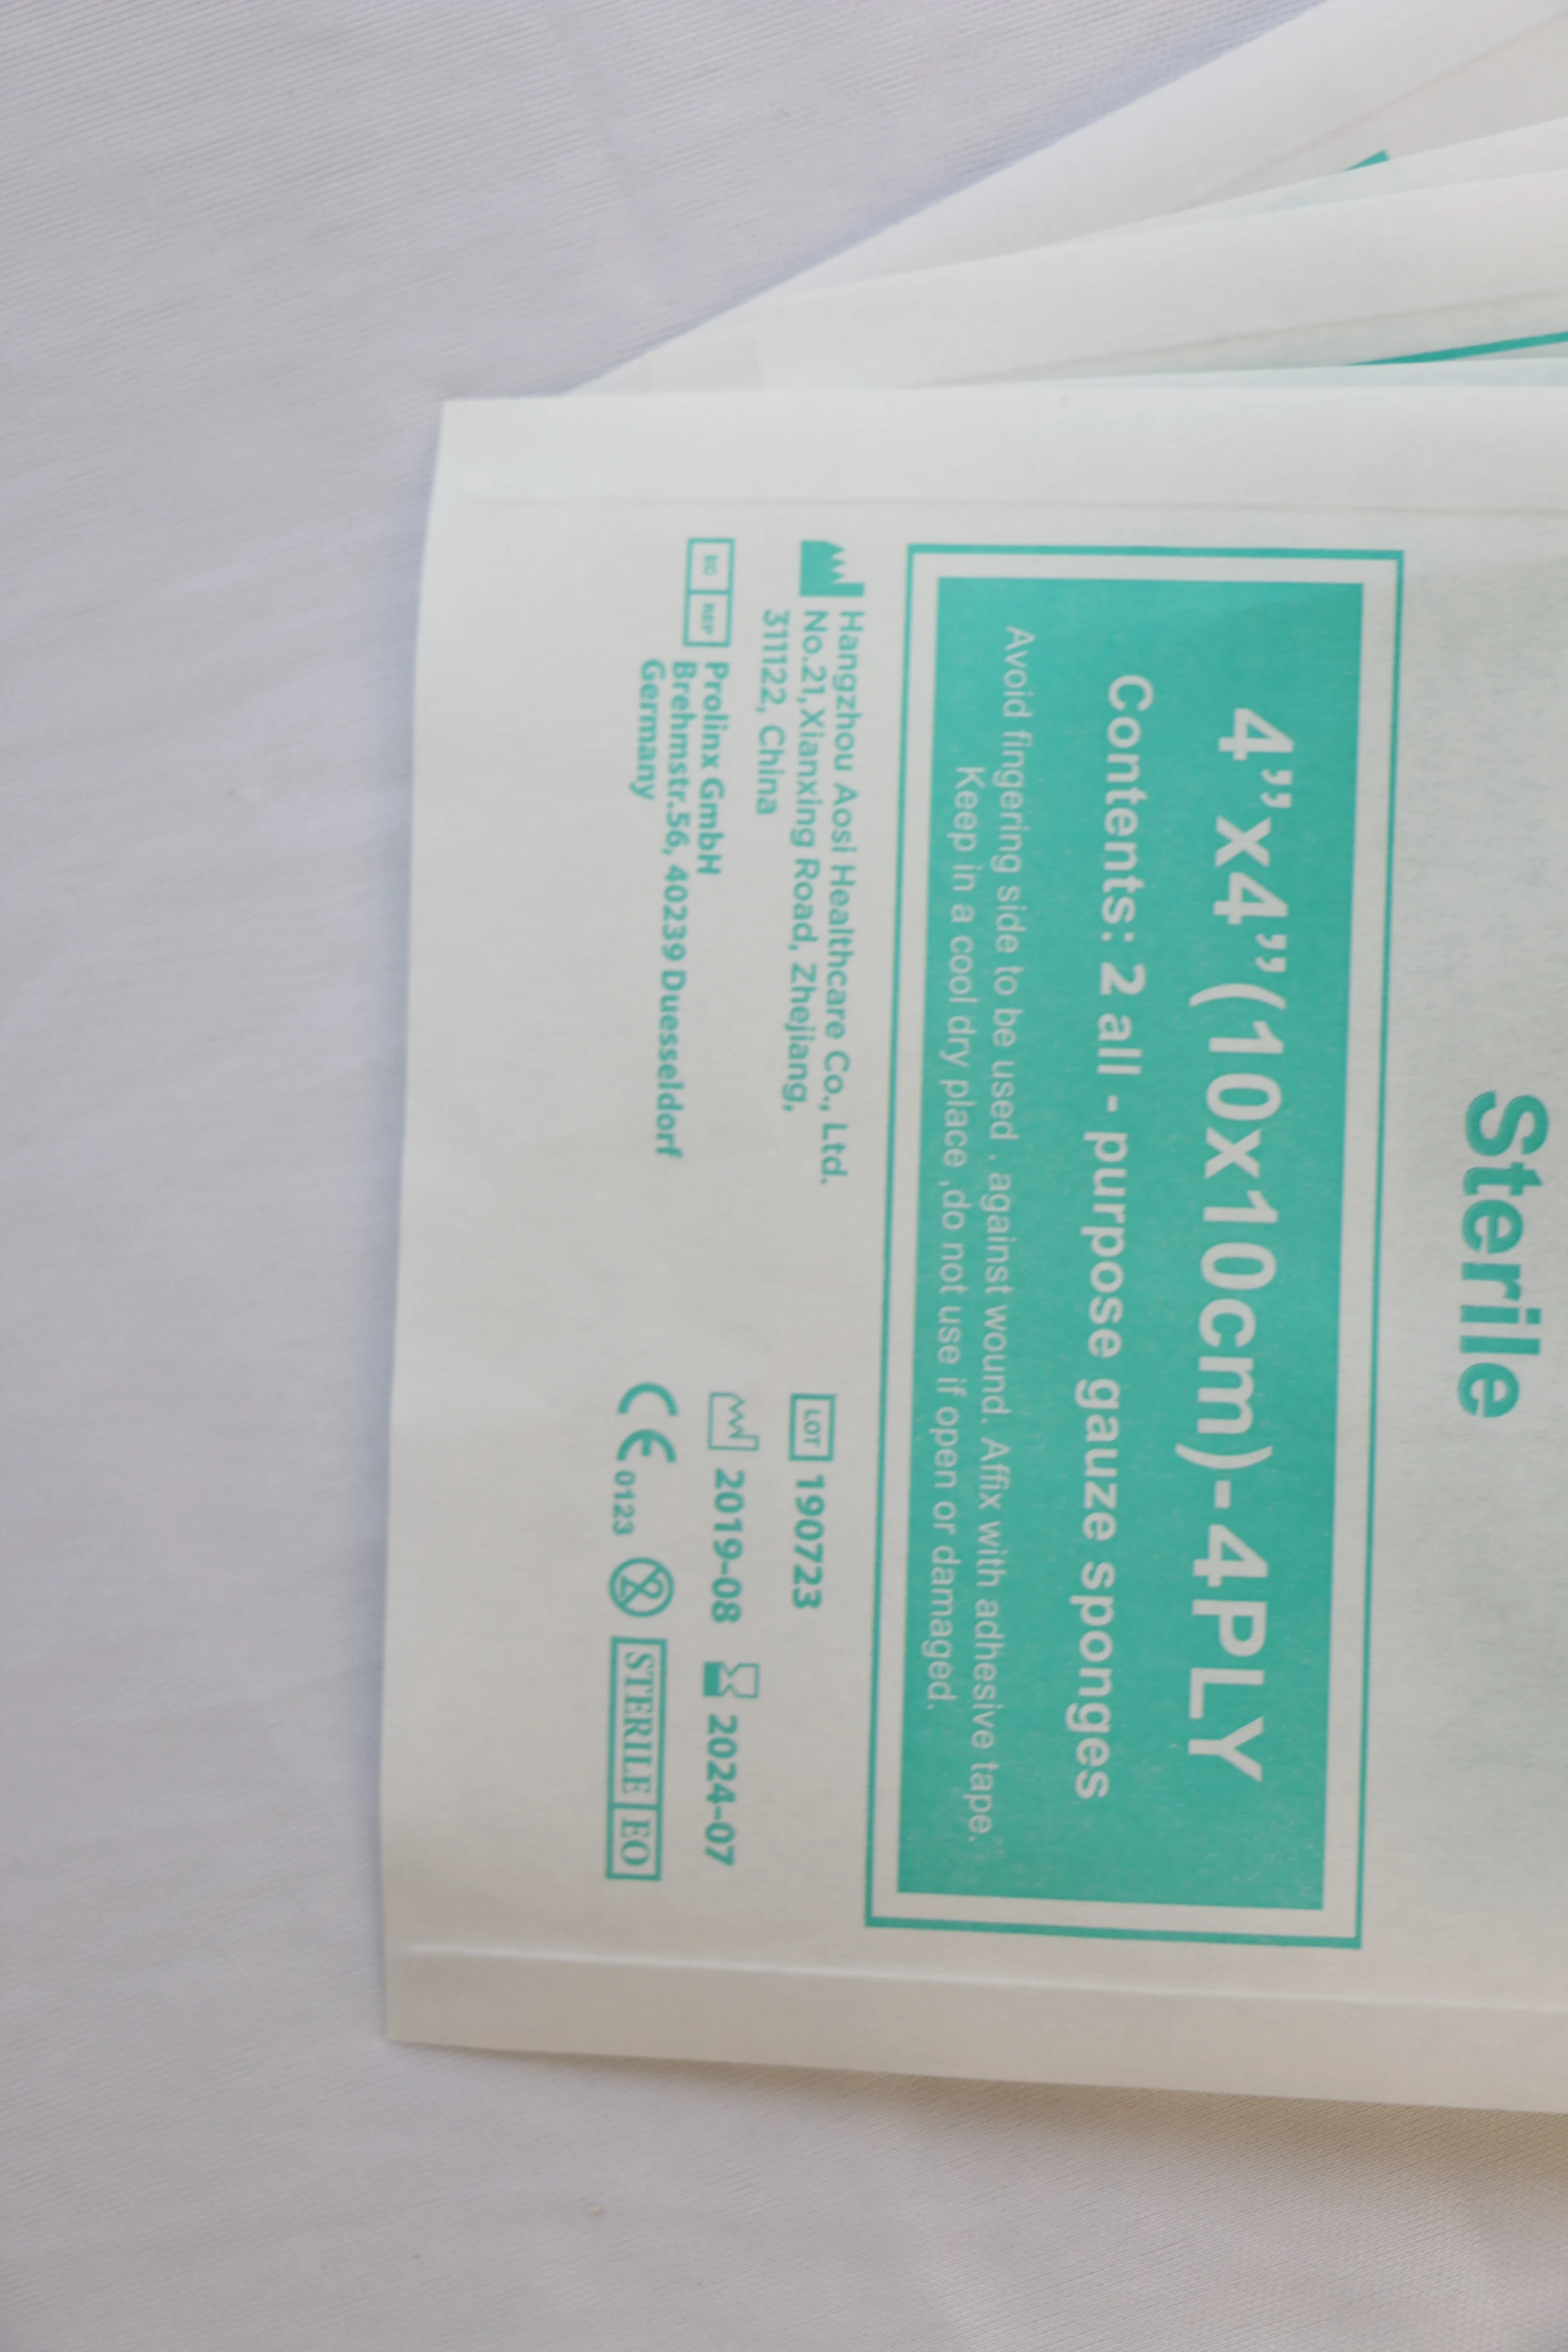 Sterile
4’’x4’’(10x10cm)-4PLY
Contents: 2 all - purpose gauze sponges
Avoid fingering side to be used . against wound. Affix with adhesive tape.
Keep in a cool dry place ,do not use if open or damaged.
Hangzhou Aosi Healthcare Co., Ltd.
No.21,Xianxing Road, Zhejiang,
311122, China
EC REP Prolinx GmbH
Brehmstr.56, 40239 Duesseldorf
Germany
LOT 190723
2019-08 2024-07
CE 0123 2 STERILE EO